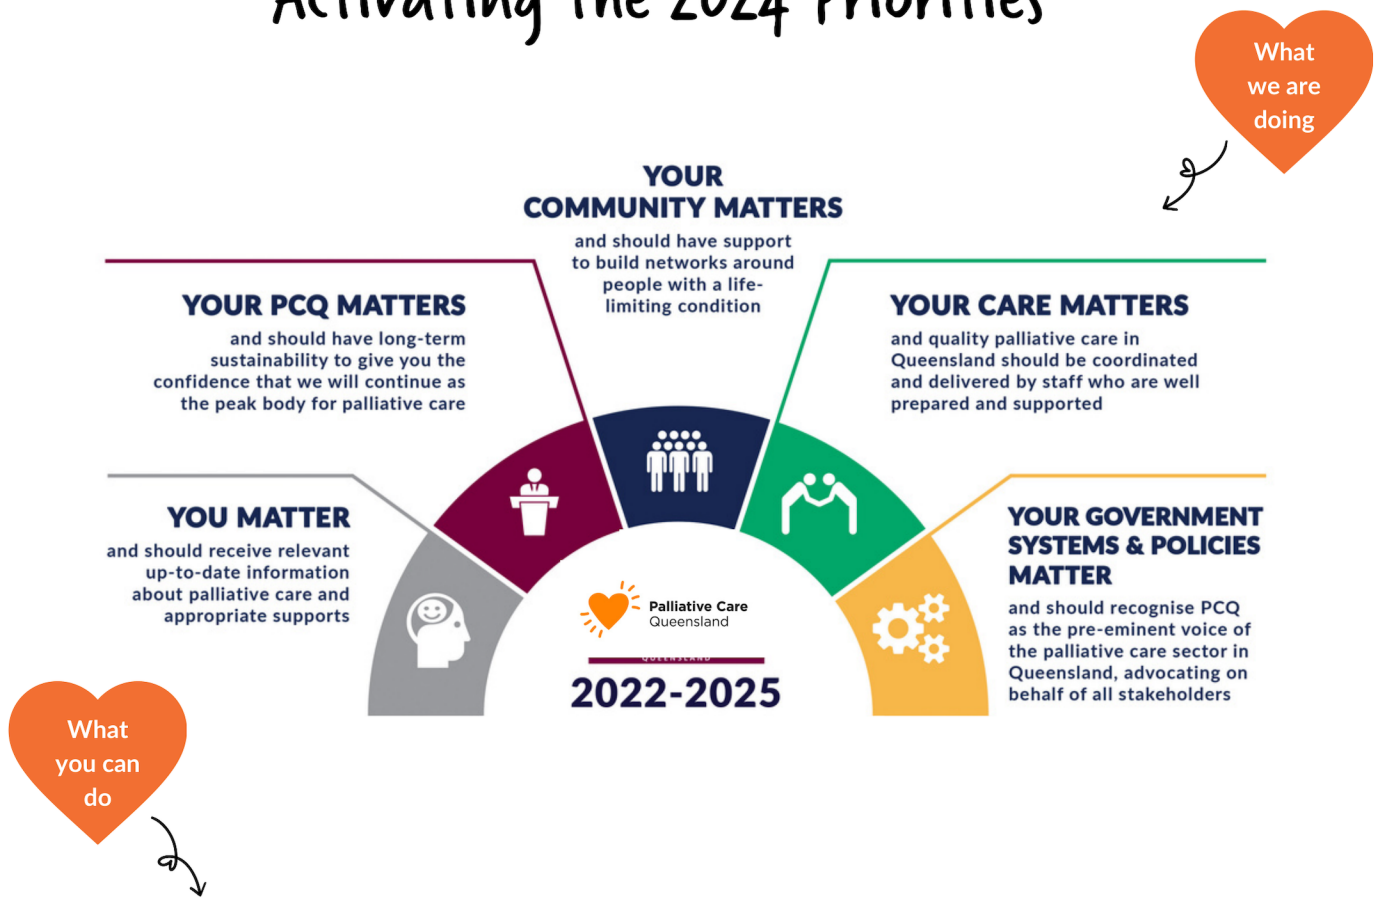 Activating the 2024 Priorities
What
we are
doing
YOUR
COMMUNITY MATTERS
and should have support
to build networks around
people with a life-
limiting condition
YOUR PCQ MATTERS
and should have long-term
sustainability to give you the
confidence that we will continue as
the peak body for palliative care
YOUR CARE MATTERS
and quality palliative care in
Queensland should be coordinated
and delivered by staff who are well
prepared and supported
YOU MATTER
and should receive relevant
up-to-date information
about palliative care and
appropriate supports
YOUR GOVERNMENT
SYSTEMS & POLICIES
MATTER
and should recognise PCQ
as the pre-eminent voice of
the palliative care sector in
Queensland, advocating on
behalf of all stakeholders
Palliative Care
Queensland
QUEENSLAND
2022-2025
What
you can
do